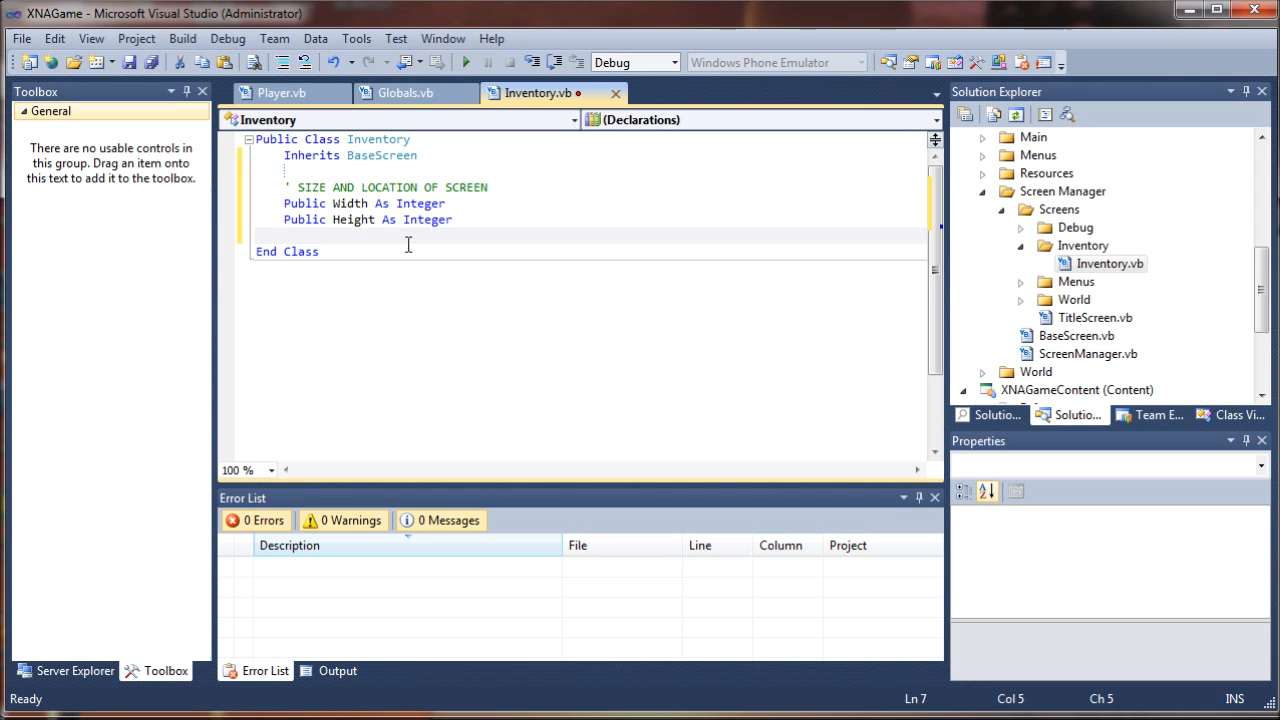 XNAGame - Microsoft Visual Studio (Administrator)
File Edit View Project Build Debug Team Data Tools Test Window Help
Debug Windows Phone Emulator
Toolbox
General
There are no usable controls in
this group. Drag an item onto
this text to add it to the toolbox.
Player.vb Globals.vb Inventory.vb
Inventory (Declarations)
Public Class Inventory
Inherits BaseScreen
' SIZE AND LOCATION OF SCREEN
Public Width As Integer
Public Height As Integer
End Class
100 %
Error List
0 Errors 0 Warnings 0 Messages
Description File Line Column Project
Server Explorer Toolbox
Error List Output
Solution Explorer
Main
Menus
Resources
Screen Manager
Screens
Debug
Inventory
Inventory.vb
Menus
World
TitleScreen.vb
BaseScreen.vb
ScreenManager.vb
World
XNAGameContent (Content)
Solutio... Solutio... Team E... Class Vi...
Properties
Ready Ln 7 Col 5 Ch 5 INS